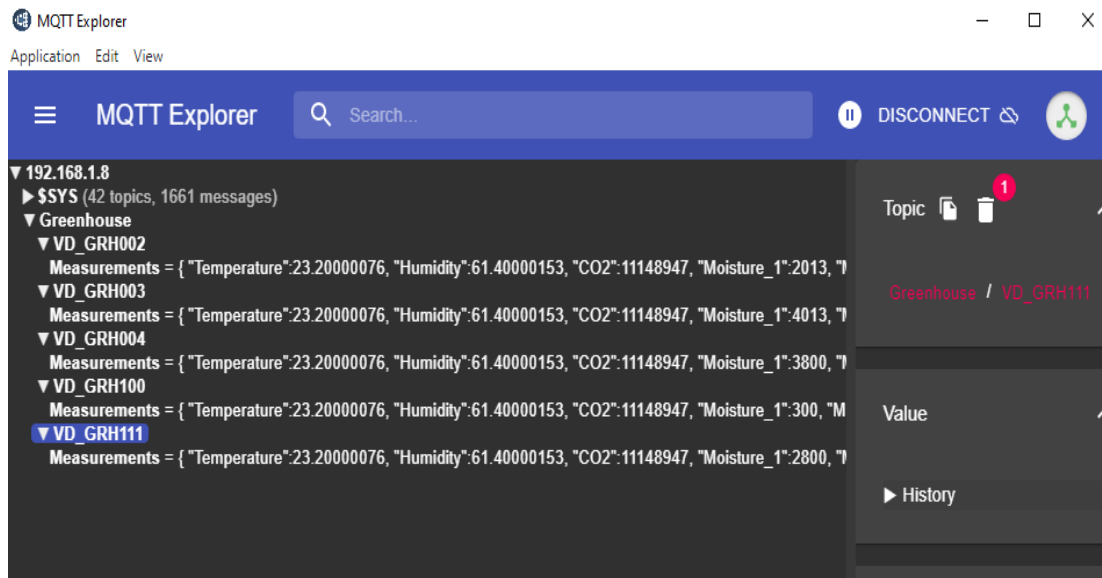 MQTT Explorer
Application Edit View
MQTT Explorer Search... DISCONNECT
192.168.1.8
$SYS (42 topics, 1661 messages)
Greenhouse
VD_GRH002
Measurements = { "Temperature":23.20000076, "Humidity":61.40000153, "CO2":11148947, "Moisture_1":2013, "
VD_GRH003
Measurements = { "Temperature":23.20000076, "Humidity":61.40000153, "CO2":11148947, "Moisture_1":4013, "
VD_GRH004
Measurements = { "Temperature":23.20000076, "Humidity":61.40000153, "CO2":11148947, "Moisture_1":3800, "
VD_GRH100
Measurements = { "Temperature":23.20000076, "Humidity":61.40000153, "CO2":11148947, "Moisture_1":300, "M
VD_GRH111
Measurements = { "Temperature":23.20000076, "Humidity":61.40000153, "CO2":11148947, "Moisture_1":2800, "
Topic 1
Greenhouse / VD_GRH111
Value
History